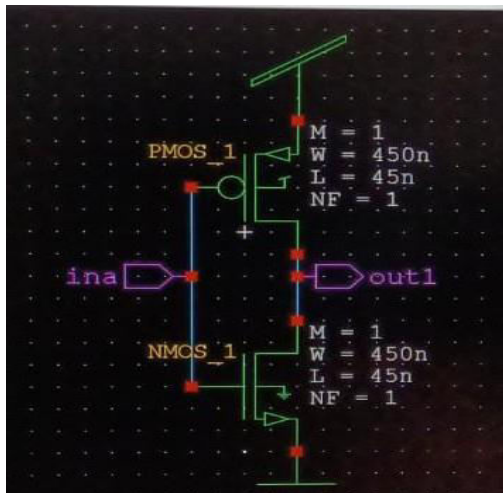 PMOS_1
M = 1
W = 450n
L = 45n
NF = 1
ina
out1
NMOS_1
M = 1
W = 450n
L = 45n
NF = 1